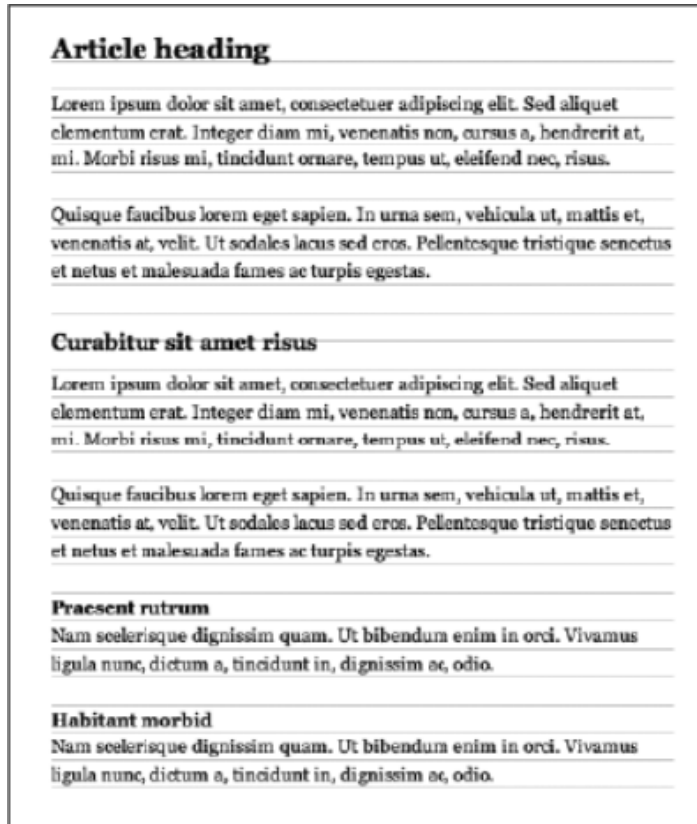 Article heading
Lorem ipsum dolor sit amet, consectetuer adipiscing elit. Sed aliquet
elementum erat. Integer diam mi, venenatis non, cursus a, hendrerit at,
mi. Morbi risus mi, tincidunt ornare, tempus ut, eleifend nec, risus.
Quisque faucibus lorem eget sapien. In urna sem, vehicula ut, mattis et,
venenatis at, velit. Ut sodales lacus sed eros. Pellentesque tristique senectus
et netus et malesuada fames ac turpis egestas.
Curabitur sit amet risus
Lorem ipsum dolor sit amet, consectetuer adipiscing elit. Sed aliquet
elementum erat. Integer diam mi, venenatis non, cursus a, hendrerit at,
mi. Morbi risus mi, tincidunt ornare, tempus ut, eleifend nec, risus.
Quisque faucibus lorem eget sapien. In urna sem, vehicula ut, mattis et,
venenatis at, velit. Ut sodales lacus sed eros. Pellentesque tristique senectus
et netus et malesuada fames ac turpis egestas.
Praesent rutrum
Nam scelerisque dignissim quam. Ut bibendum enim in orci. Vivamus
ligula nunc, dictum a, tincidunt in, dignissim ac, odio.
Habitant morbid
Nam scelerisque dignissim quam. Ut bibendum enim in orci. Vivamus
ligula nunc, dictum a, tincidunt in, dignissim ac, odio.